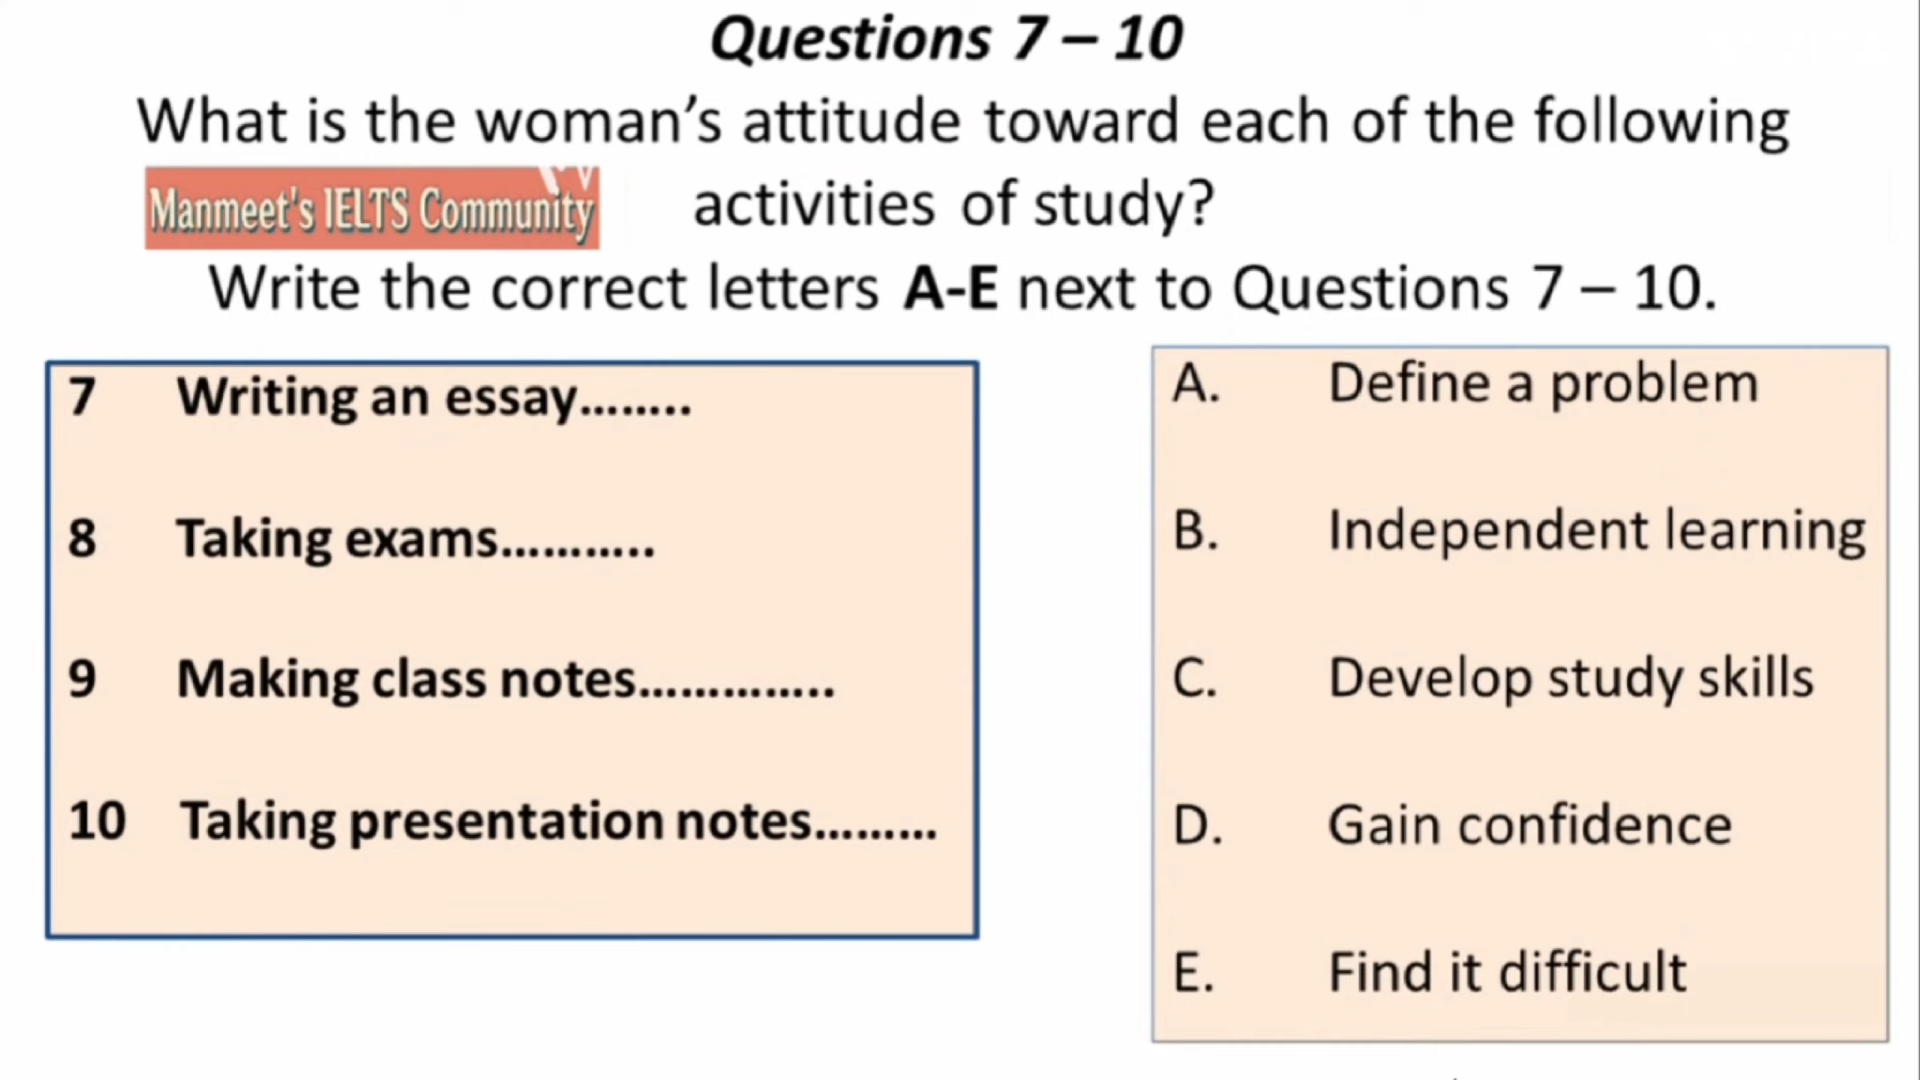 Questions 7 – 10
What is the woman’s attitude toward each of the following
Manmeet's IELTS Community
activities of study?
Write the correct letters A-E next to Questions 7 – 10.
7 Writing an essay........
8 Taking exams...........
9 Making class notes..............
10 Taking presentation notes.........
A. Define a problem
B. Independent learning
C. Develop study skills
D. Gain confidence
E. Find it difficult